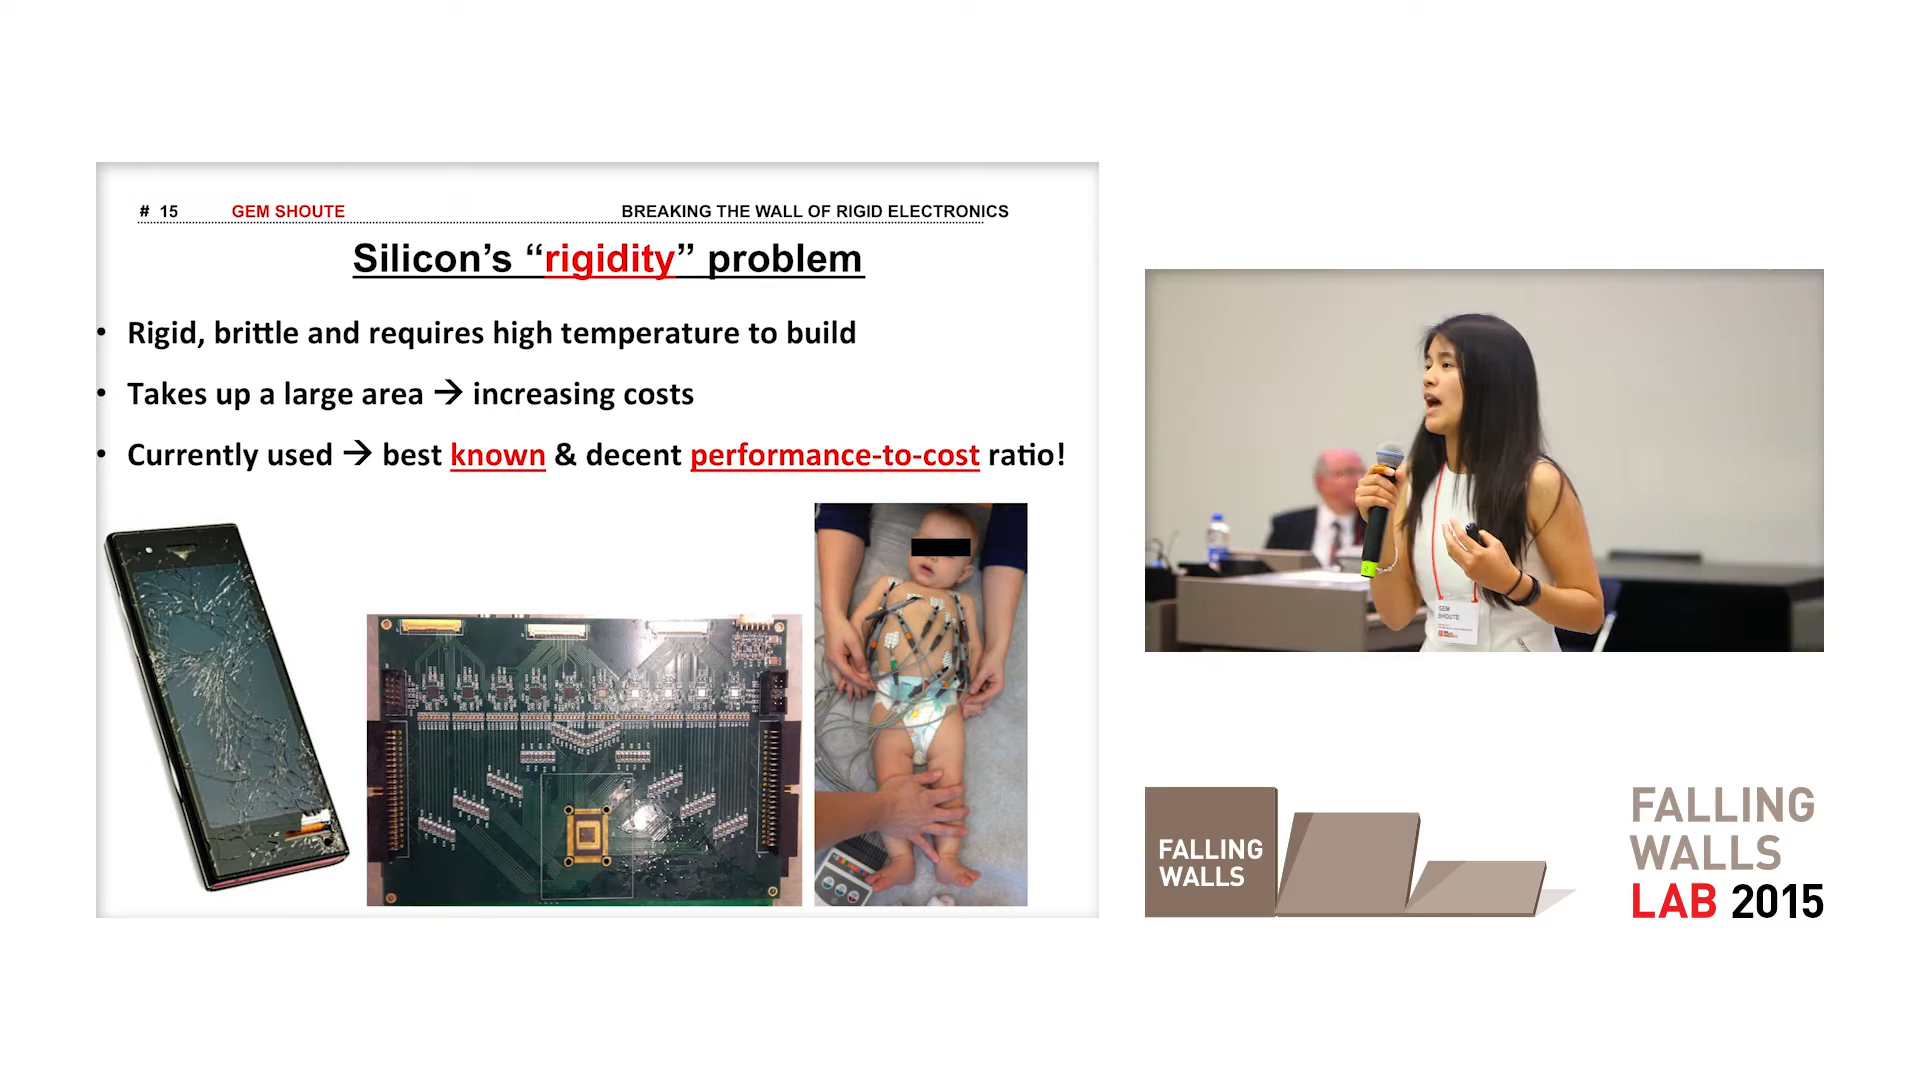 # 15 GEM SHOUTE BREAKING THE WALL OF RIGID ELECTRONICS
Silicon’s “rigidity” problem
• Rigid, brittle and requires high temperature to build
• Takes up a large area → increasing costs
• Currently used → best known & decent performance-to-cost ratio!
GEM
SHOUTE
FALLING
WALLS
FALLING
WALLS
LAB 2015